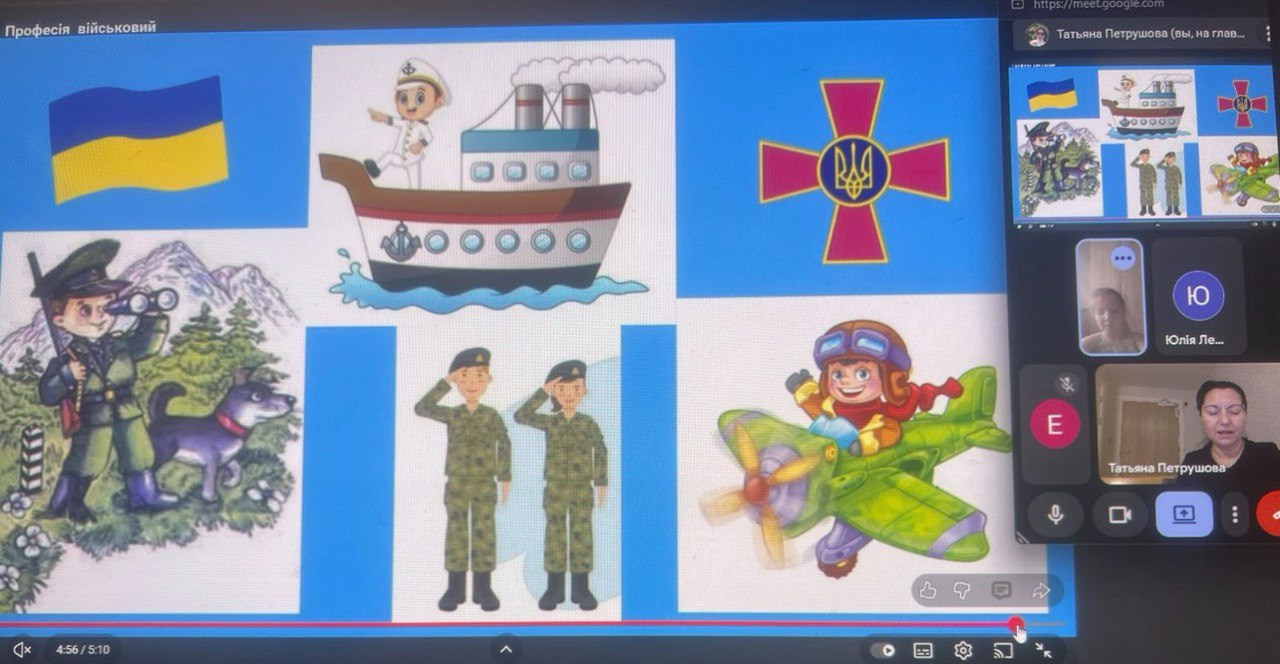 Професія військовий
https://meet.google.com
Татьяна Петрушова (вы, на глав...
Ю
Юлія Ле...
Е
Татьяна Петрушова
4:56 / 5:10